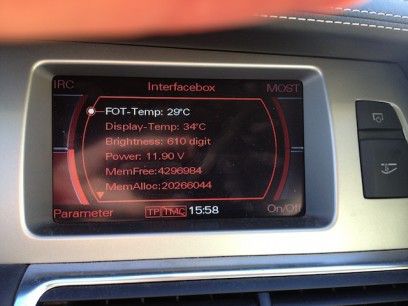 IRC Interfacebox MOST
FOT-Temp: 29°C
Display-Temp: 34°C
Brightness: 610 digit
Power: 11.90 V
MemFree:4296984
MemAlloc:20266044
Parameter TP TMC 15:58 On/Off